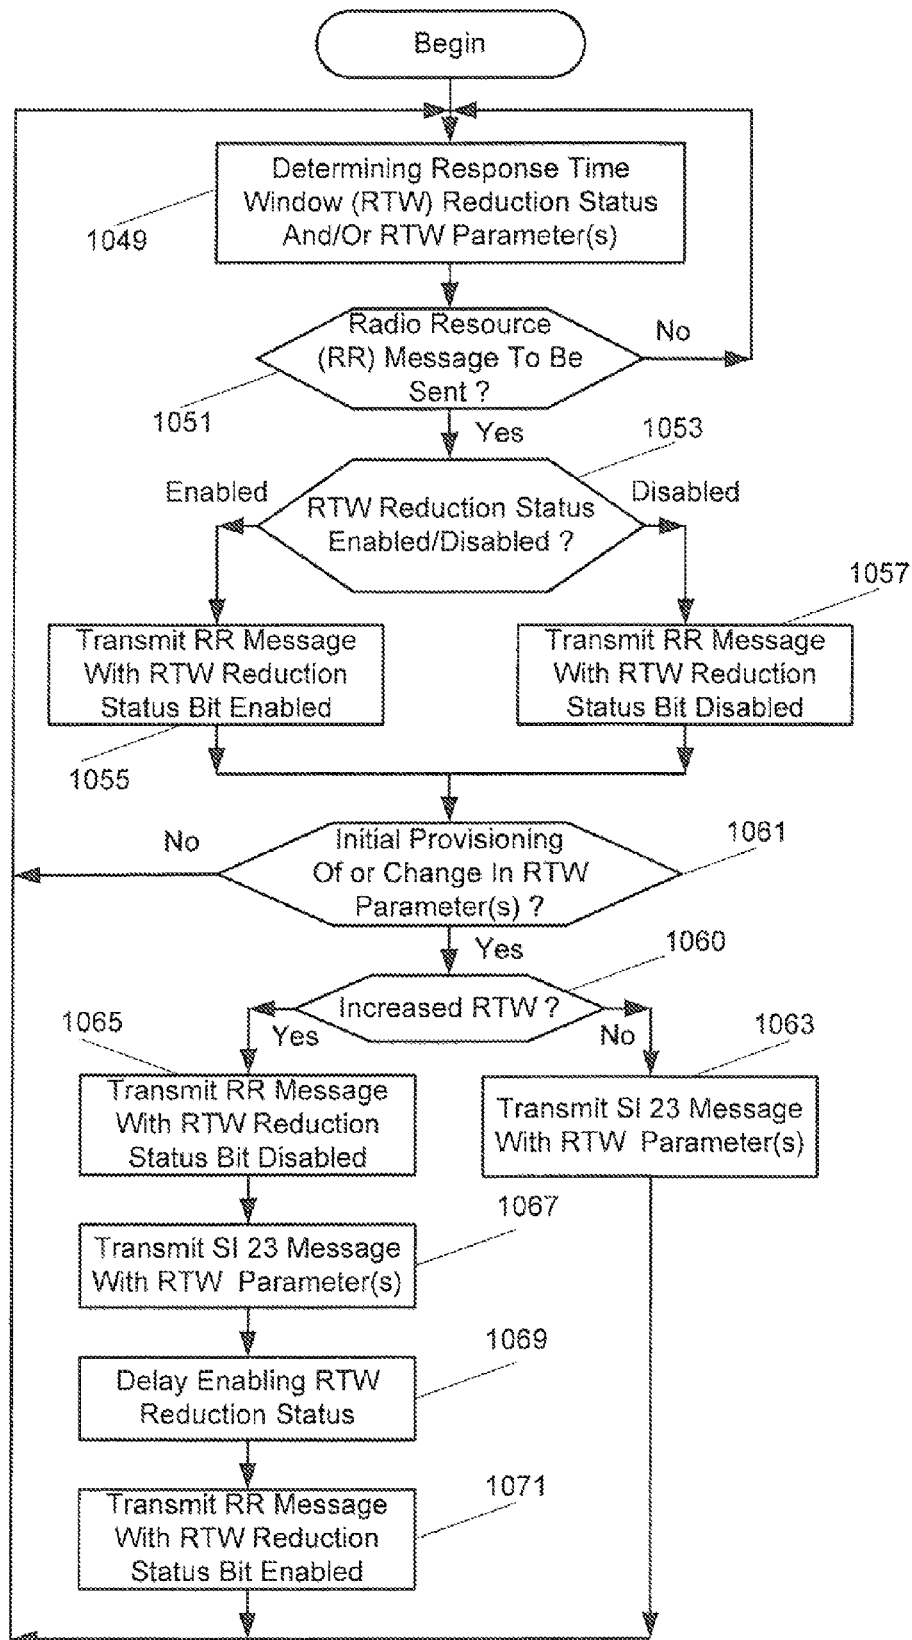 Begin
Determining Response Time
Window (RTW) Reduction Status
And/Or RTW Parameter(s)
1049
Radio Resource
(RR) Message To Be
Sent ?
No
1051
Yes
1053
Enabled
RTW Reduction Status
Enabled/Disabled ?
Disabled
1057
Transmit RR Message
With RTW Reduction
Status Bit Enabled
Transmit RR Message
With RTW Reduction
Status Bit Disabled
1055
No
Initial Provisioning
Of or Change In RTW
Parameter(s) ?
1061
Yes
1060
Increased RTW ?
1065
Yes
No
1063
Transmit RR Message
With RTW Reduction
Status Bit Disabled
Transmit SI 23 Message
With RTW Parameter(s)
1067
Transmit SI 23 Message
With RTW Parameter(s)
1069
Delay Enabling RTW
Reduction Status
1071
Transmit RR Message
With RTW Reduction
Status Bit Enabled